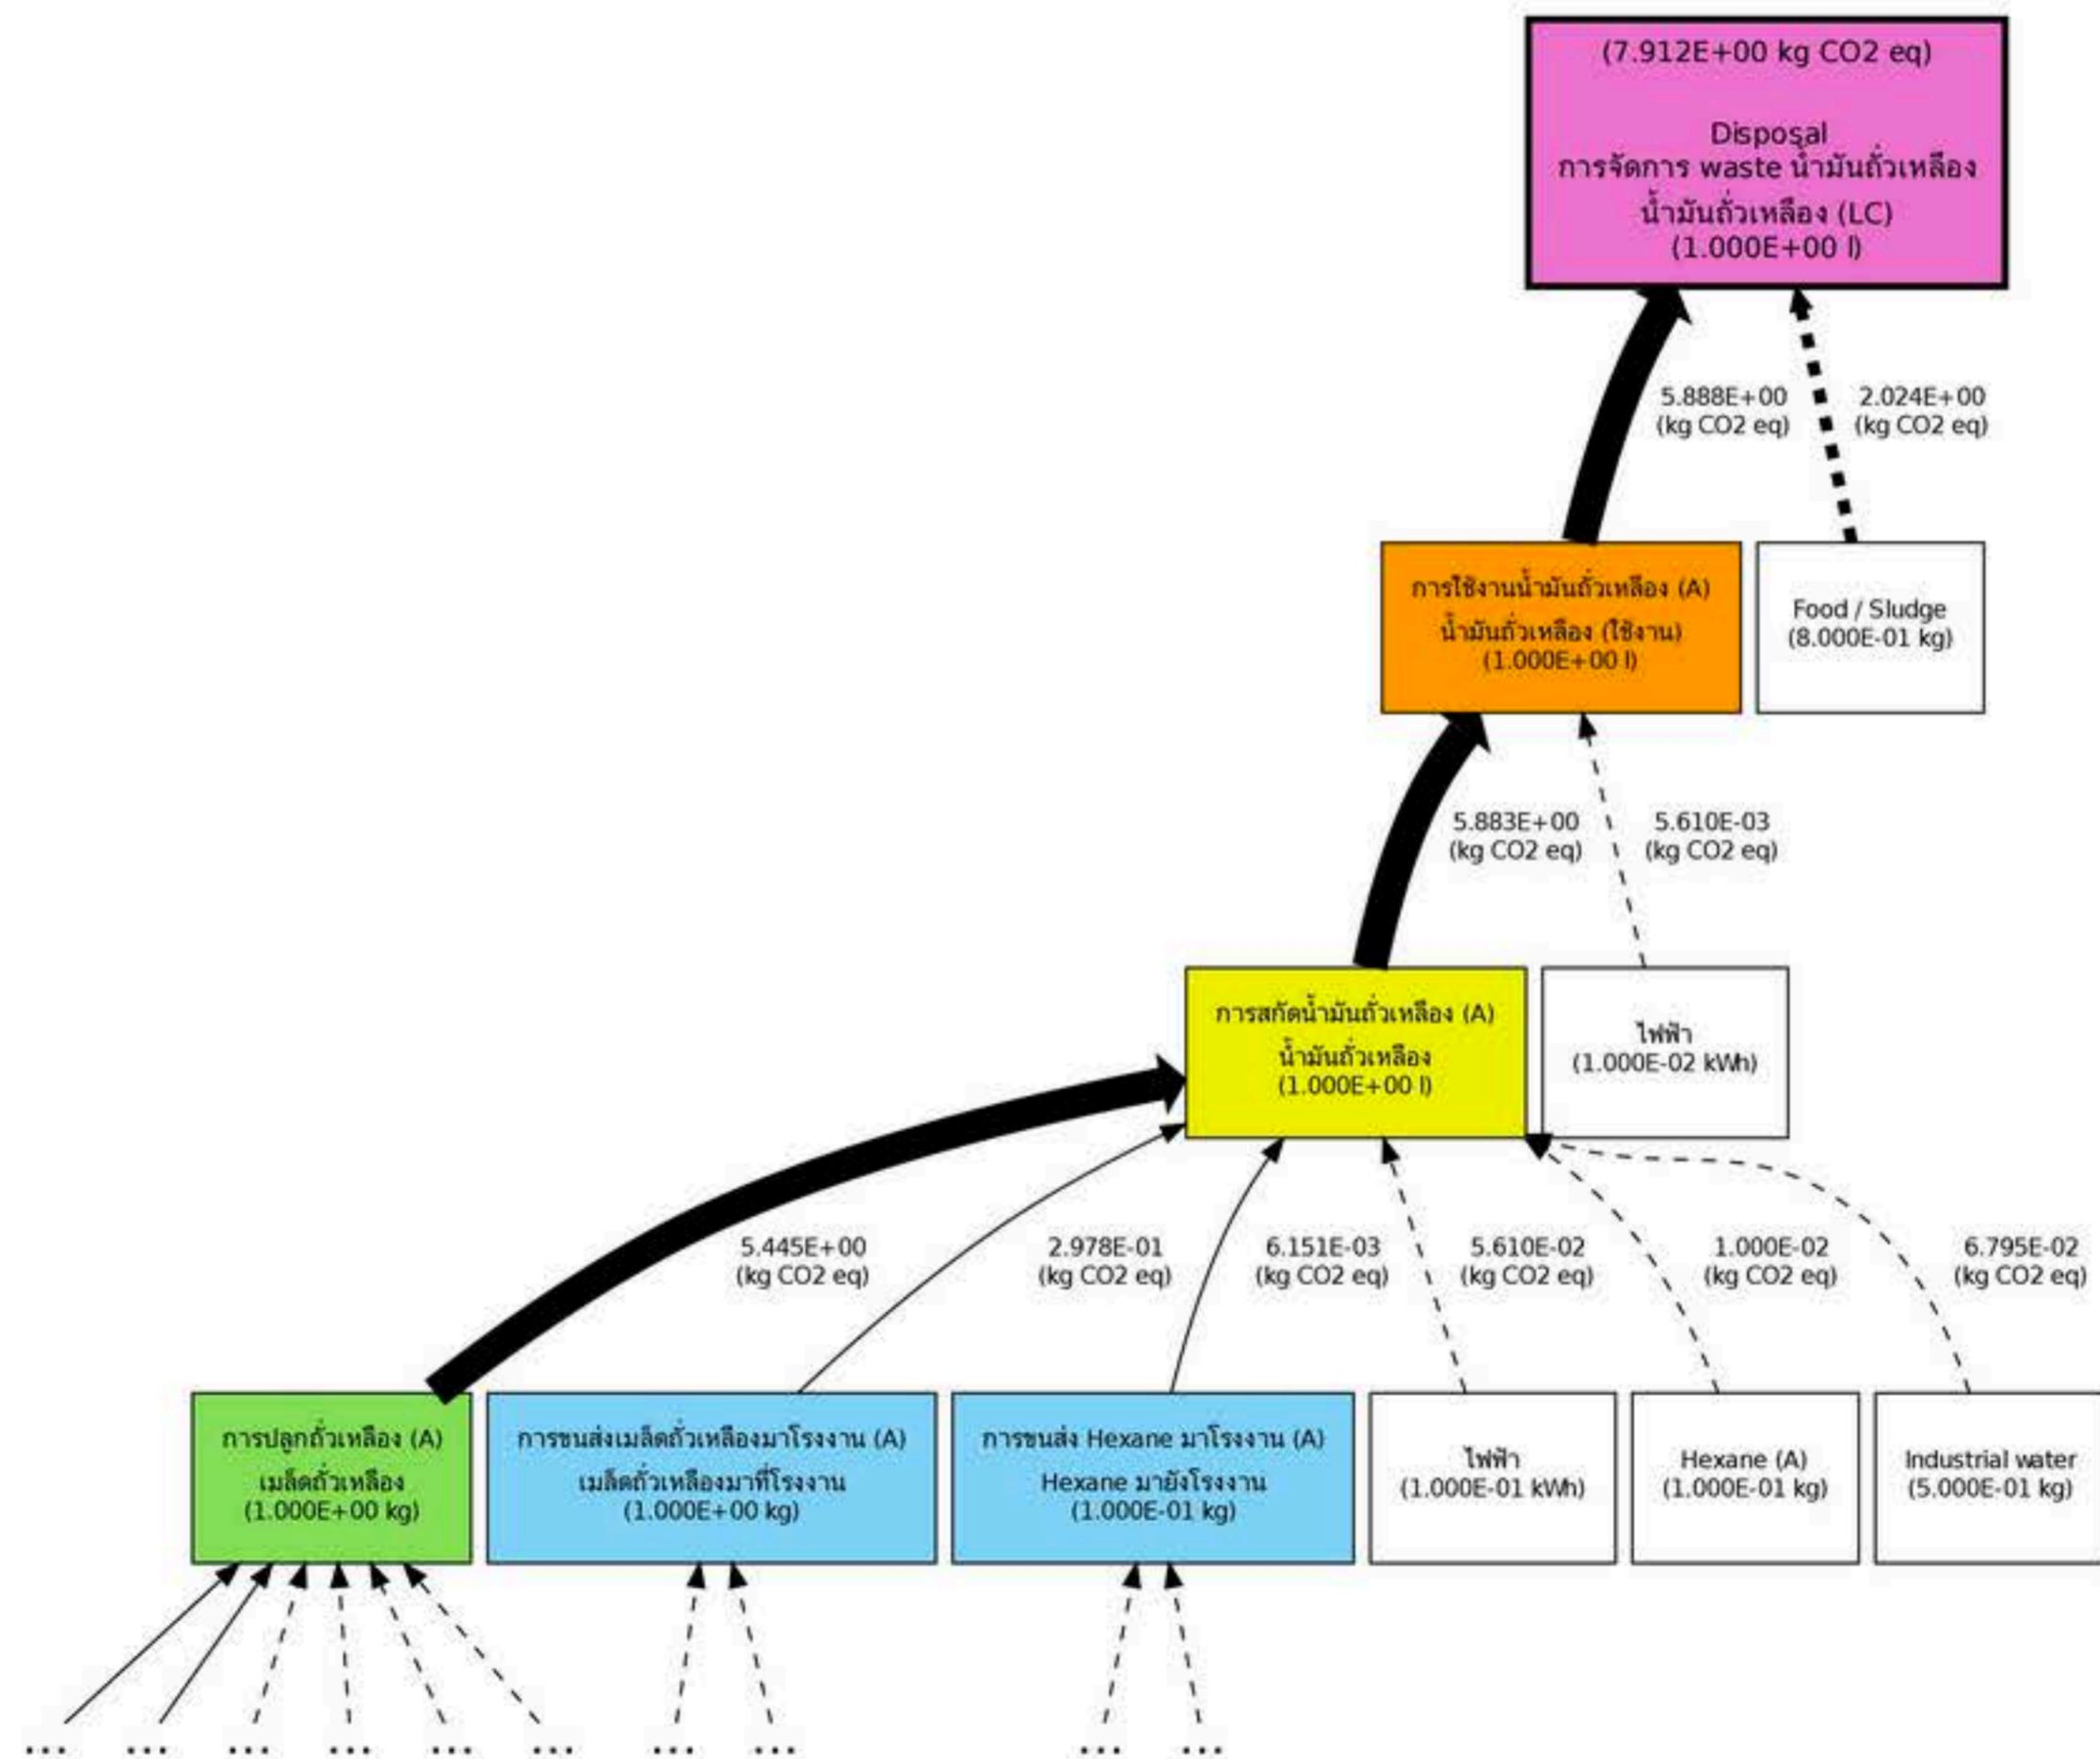 (7.912E+00 kg CO2 eq)
Disposal
การจัดการ waste น้ำมันถั่วเหลือง
น้ำมันถั่วเหลือง (LC)
(1.000E+00 l)
5.888E+00
(kg CO2 eq)
2.024E+00
(kg CO2 eq)
การใช้งานน้ำมันถั่วเหลือง (A)
น้ำมันถั่วเหลือง (ใช้งาน)
(1.000E+00 l)
Food / Sludge
(8.000E-01 kg)
5.883E+00
(kg CO2 eq)
5.610E-03
(kg CO2 eq)
การสกัดน้ำมันถั่วเหลือง (A)
น้ำมันถั่วเหลือง
(1.000E+00 l)
ไฟฟ้า
(1.000E-02 kWh)
5.445E+00
(kg CO2 eq)
2.978E-01
(kg CO2 eq)
6.151E-03
(kg CO2 eq)
5.610E-02
(kg CO2 eq)
1.000E-02
(kg CO2 eq)
6.795E-02
(kg CO2 eq)
การปลูกถั่วเหลือง (A)
เมล็ดถั่วเหลือง
(1.000E+00 kg)
การขนส่งเมล็ดถั่วเหลืองมาโรงงาน (A)
เมล็ดถั่วเหลืองมาที่โรงงาน
(1.000E+00 kg)
การขนส่ง Hexane มาโรงงาน (A)
Hexane มายังโรงงาน
(1.000E-01 kg)
ไฟฟ้า
(1.000E-01 kWh)
Hexane (A)
(1.000E-01 kg)
Industrial water
(5.000E-01 kg)
... ... ... ... ... ... ... ... ... ...